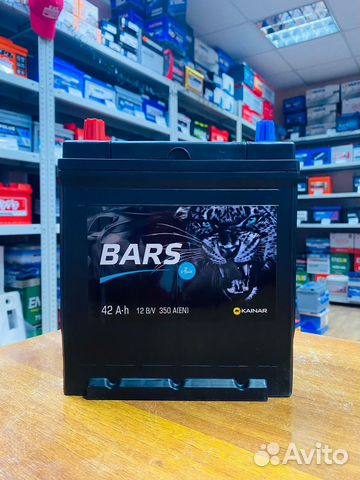 BARS
42 A·h 12 В/V 350 A(EN)
KAINAR
Avito